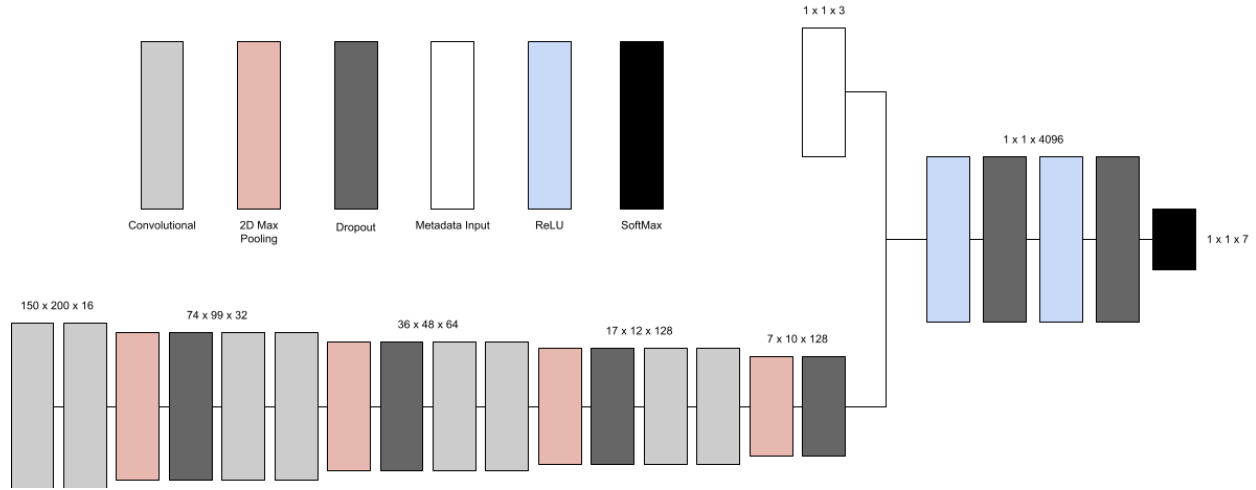 1 x 1 x 3
Convolutional
2D Max
Pooling
Dropout
Metadata Input
ReLU
SoftMax
1 x 1 x 4096
1 x 1 x 7
150 x 200 x 16
74 x 99 x 32
36 x 48 x 64
17 x 12 x 128
7 x 10 x 128